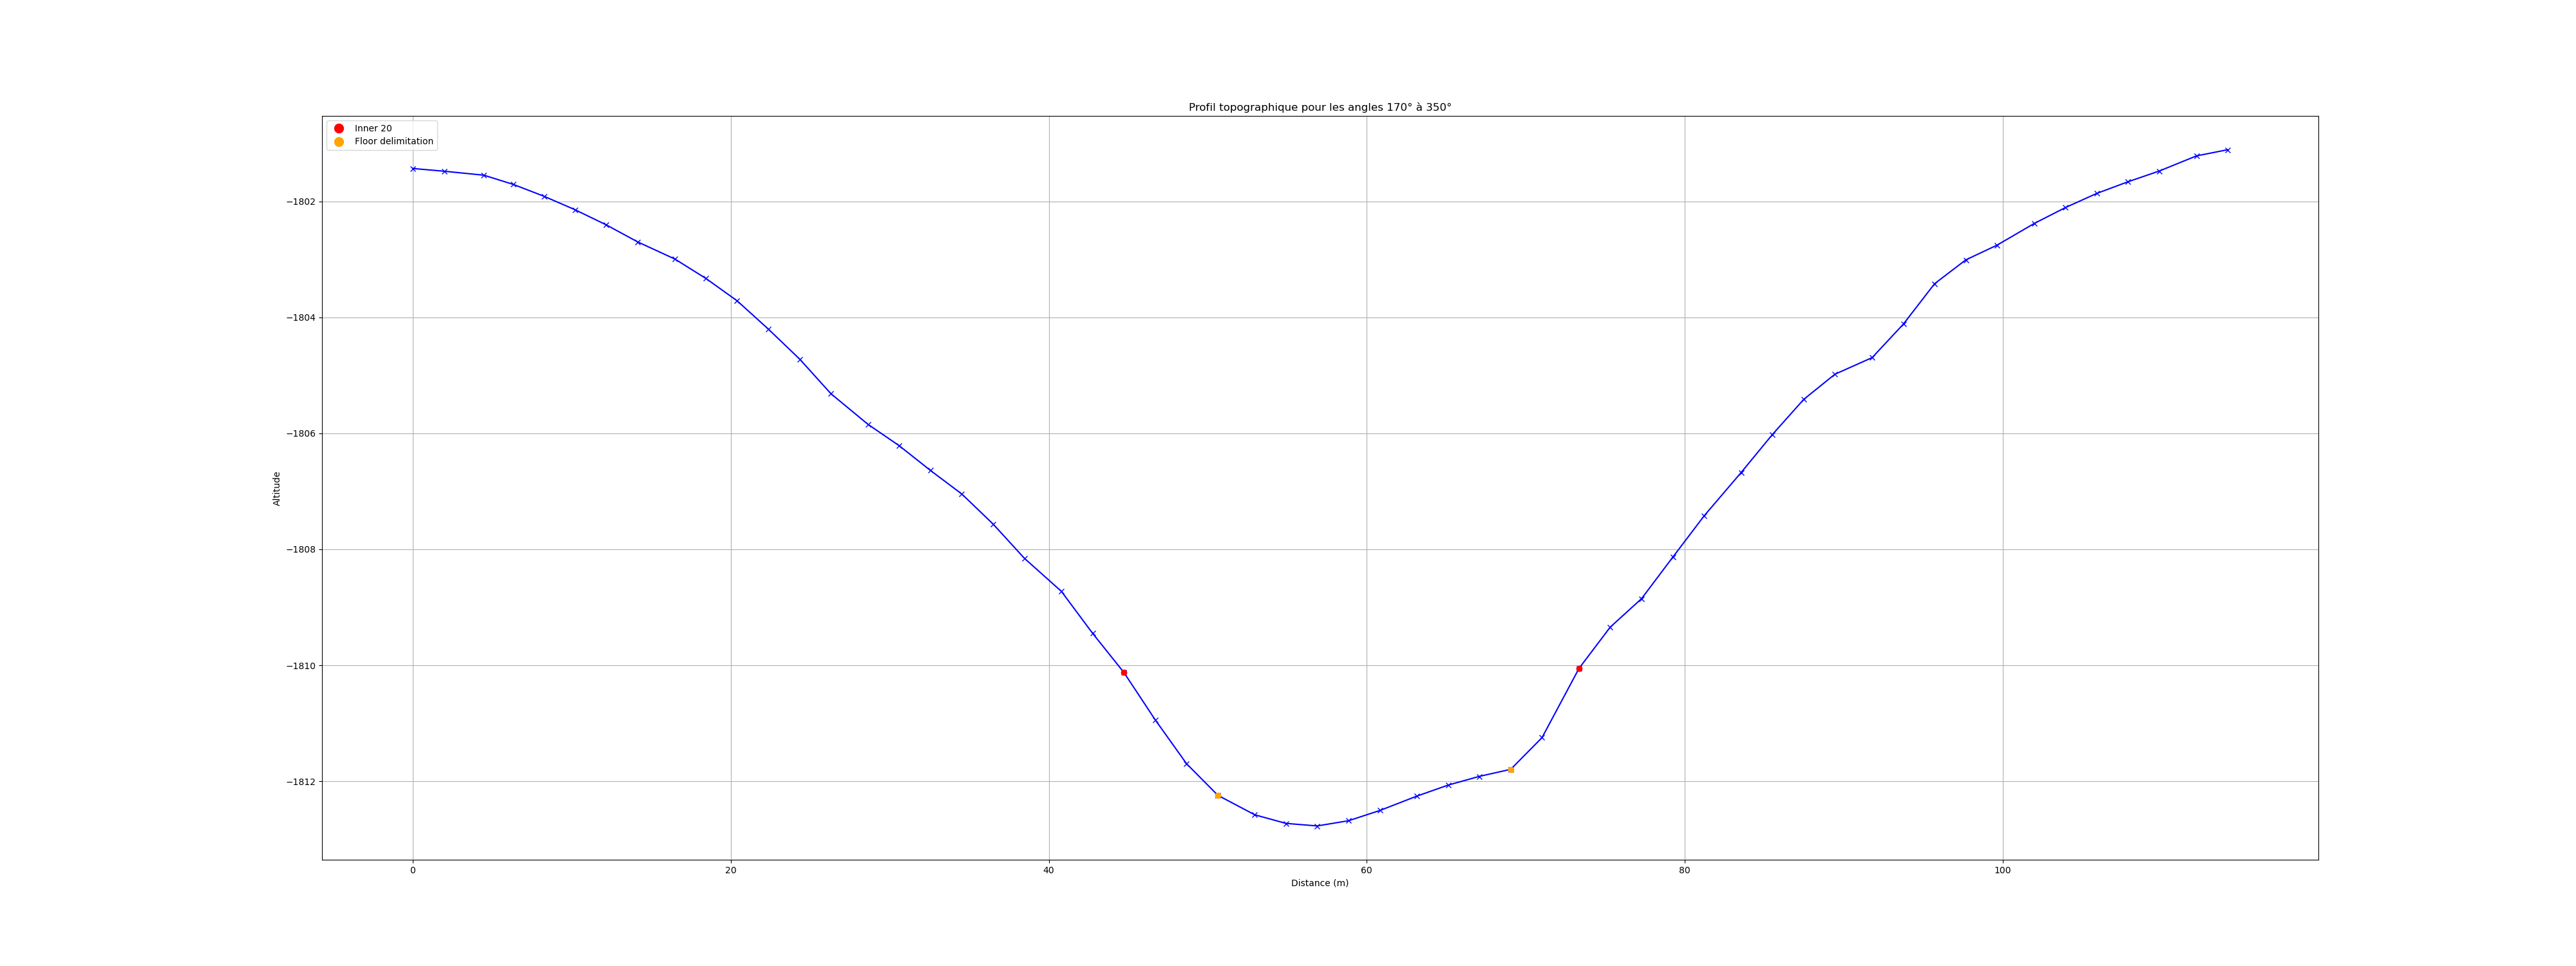 Profil topographique pour les angles 170° à 350°
Inner 20
Floor delimitation
Altitude
−1802
−1804
−1806
−1808
−1810
−1812
0 20 40 60 80 100
Distance (m)